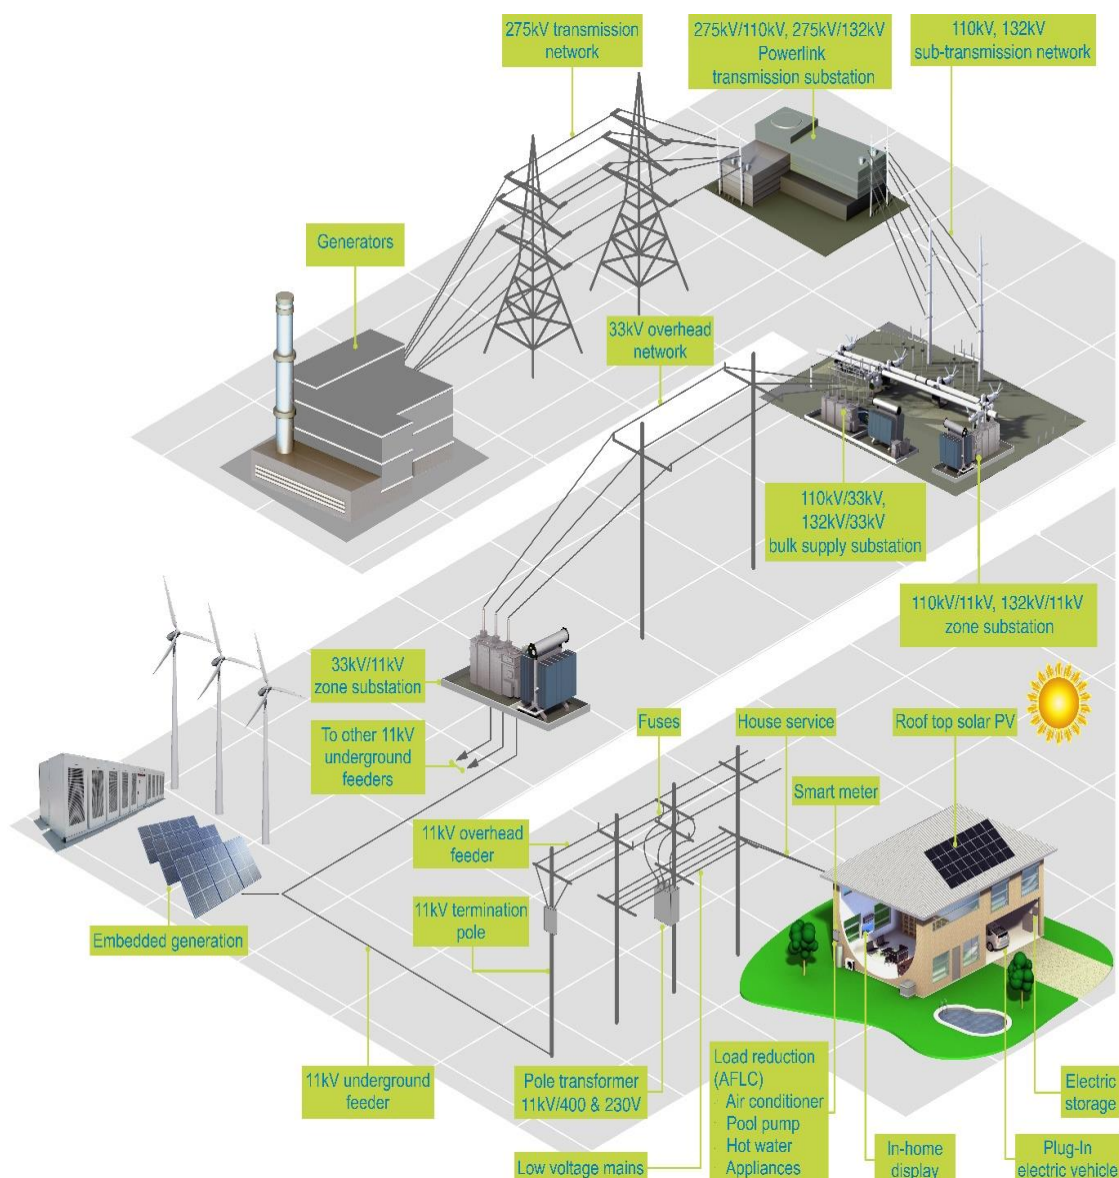 275kV transmission
network
275kV/110kV, 275kV/132kV
Powerlink
transmission substation
110kV, 132kV
sub-transmission network
Generators
33kV overhead
network
110kV/33kV,
132kV/33kV
bulk supply substation
110kV/11kV, 132kV/11kV
zone substation
33kV/11kV
zone substation
To other 11kV
underground
feeders
Fuses
House service
Roof top solar PV
Smart meter
11kV overhead
feeder
11kV termination
pole
Embedded generation
11kV underground
feeder
Pole transformer
11kV/400 & 230V
Low voltage mains
Load reduction
(AFLC)
Air conditioner
Pool pump
Hot water
Appliances
In-home
display
Electric
storage
Plug-In
electric vehicle